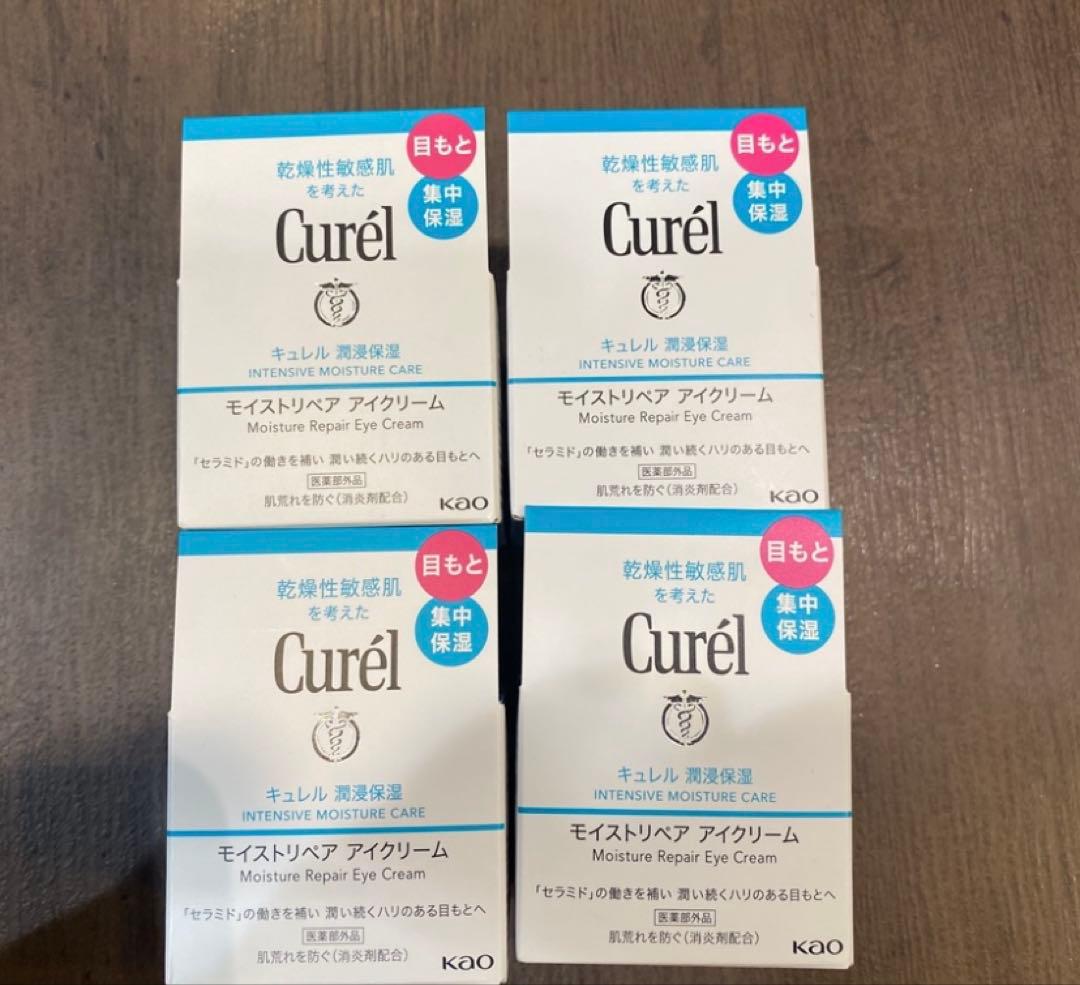 目もと
乾燥性敏感肌
を考えた
集中
保湿
Curél
キュレル 潤浸保湿
INTENSIVE MOISTURE CARE
モイストリペア アイクリーム
Moisture Repair Eye Cream
「セラミド」の働きを補い 潤い続くハリのある目もとへ
医薬部外品
肌荒れを防ぐ(消炎剤配合)
Kao
目もと
乾燥性敏感肌
を考えた
集中
保湿
Curél
キュレル 潤浸保湿
INTENSIVE MOISTURE CARE
モイストリペア アイクリーム
Moisture Repair Eye Cream
「セラミド」の働きを補い 潤い続くハリのある目もとへ
医薬部外品
肌荒れを防ぐ(消炎剤配合)
Kao
目もと
乾燥性敏感肌
を考えた
集中
保湿
Curél
キュレル 潤浸保湿
INTENSIVE MOISTURE CARE
モイストリペア アイクリーム
Moisture Repair Eye Cream
「セラミド」の働きを補い 潤い続くハリのある目もとへ
医薬部外品
肌荒れを防ぐ(消炎剤配合)
Kao
目もと
乾燥性敏感肌
を考えた
集中
保湿
Curél
キュレル 潤浸保湿
INTENSIVE MOISTURE CARE
モイストリペア アイクリーム
Moisture Repair Eye Cream
「セラミド」の働きを補い 潤い続くハリのある目もとへ
医薬部外品
肌荒れを防ぐ(消炎剤配合)
Kao